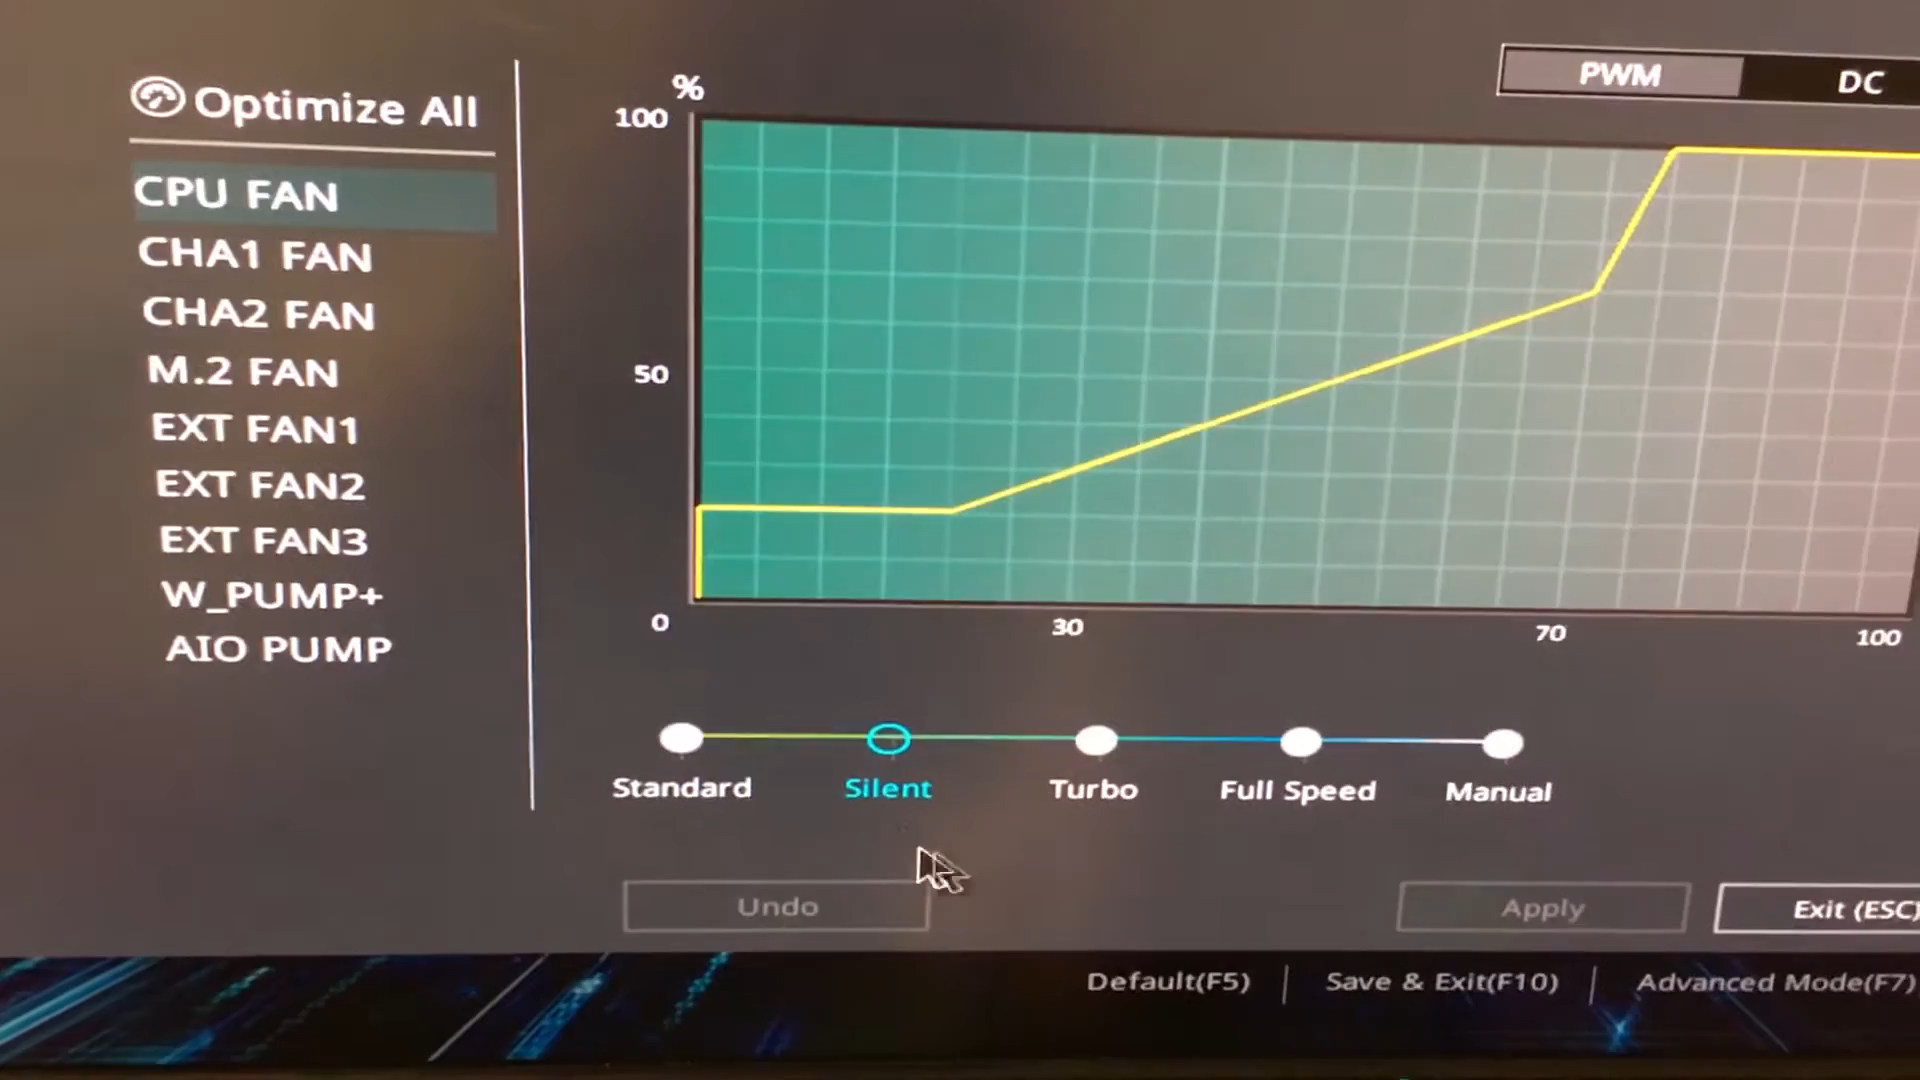 Optimize All
CPU FAN
CHA1 FAN
CHA2 FAN
M.2 FAN
EXT FAN1
EXT FAN2
EXT FAN3
W_PUMP+
AIO PUMP
%
100
50
0
30
70
100
PWM
DC
Standard
Silent
Turbo
Full Speed
Manual
Undo
Apply
Exit (ESC)
Default(F5)
Save & Exit(F10)
Advanced Mode(F7)